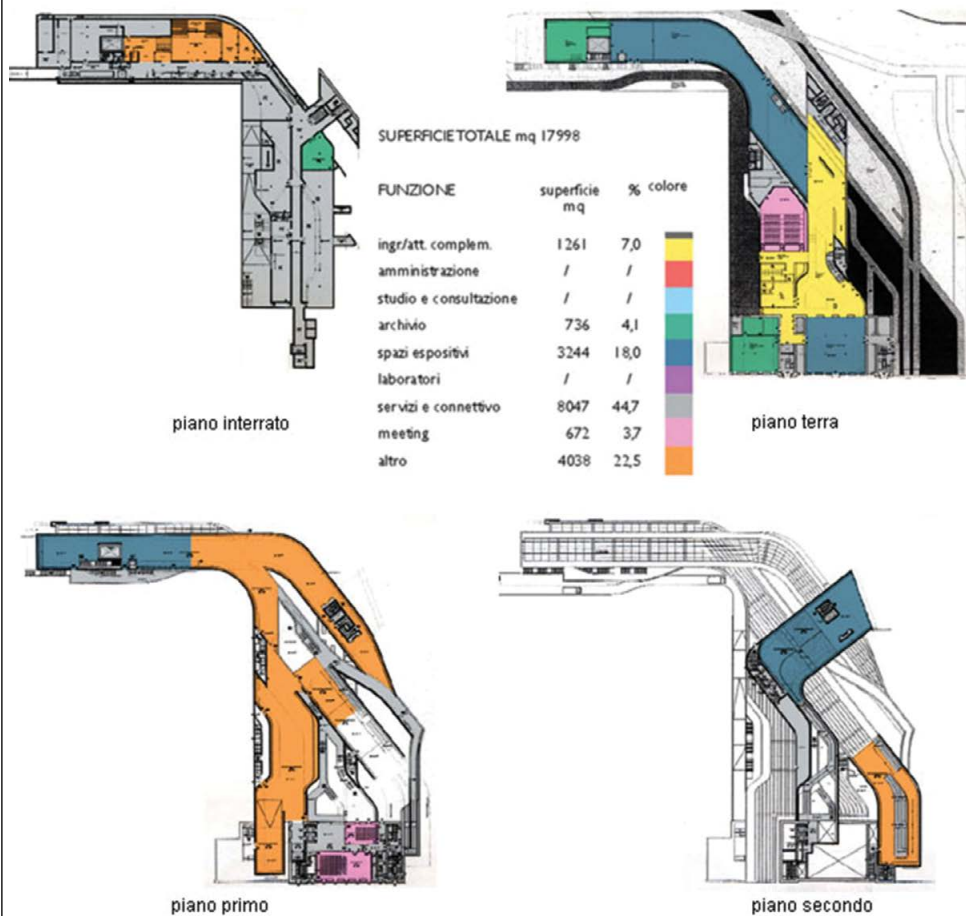 SUPERFICIE TOTALE mq 17998
FUNZIONE superficie mq % colore
ingr/att. complem. 1261 7,0
amministrazione / /
studio e consultazione / /
archivio 736 4,1
spazi espositivi 3244 18,0
laboratori / /
servizi e connettivo 8047 44,7
meeting 672 3,7
altro 4038 22,5
piano interrato
piano terra
piano primo
piano secondo